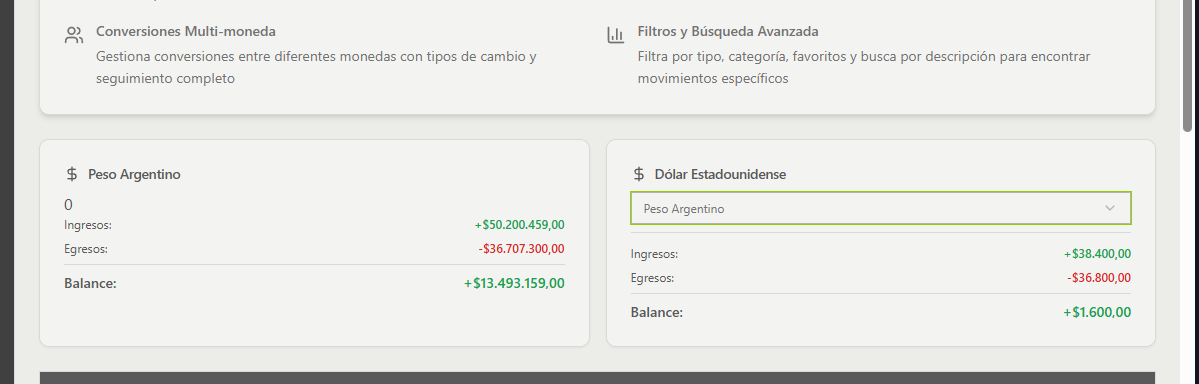 Conversiones Multi-moneda
Gestiona conversiones entre diferentes monedas con tipos de cambio y
seguimiento completo
Filtros y Búsqueda Avanzada
Filtra por tipo, categoría, favoritos y busca por descripción para encontrar
movimientos específicos
Peso Argentino
0
Ingresos: +$50.200.459,00
Egresos: -$36.707.300,00
Balance: +$13.493.159,00
Dólar Estadounidense
Peso Argentino
Ingresos: +$38.400,00
Egresos: -$36.800,00
Balance: +$1.600,00